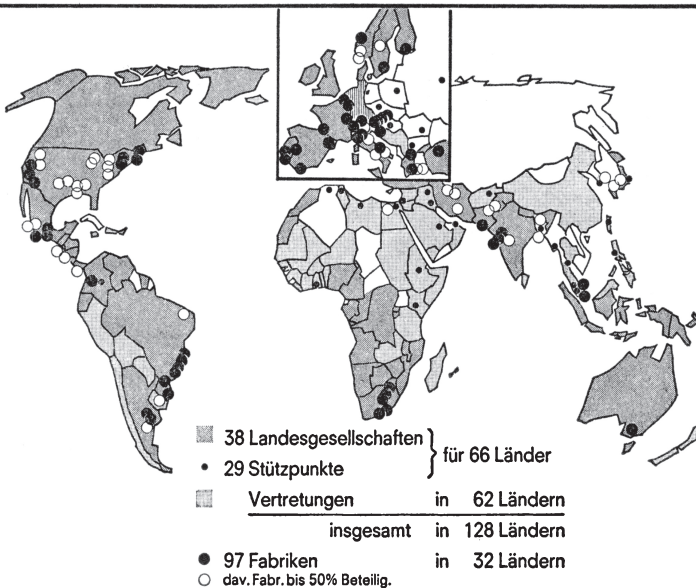 38 Landesgesellschaften
für 66 Länder
29 Stützpunkte
Vertretungen in 62 Ländern
insgesamt in 128 Ländern
97 Fabriken in 32 Ländern
dav. Fabr. bis 50% Beteilig.